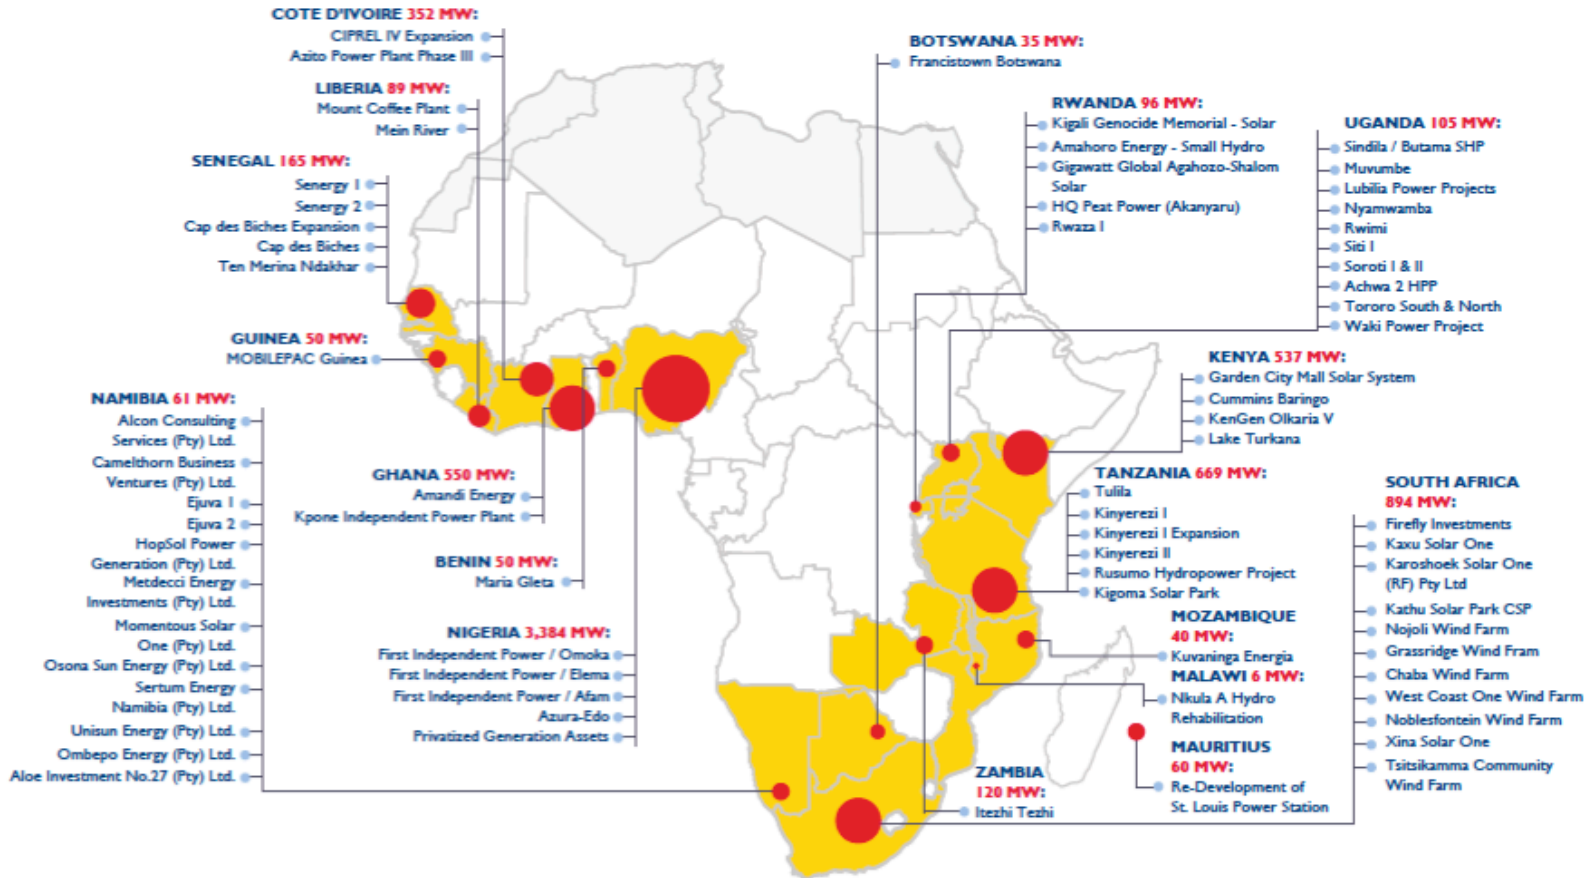 COTE D'IVOIRE 352 MW:
CIPREL IV Expansion
Azito Power Plant Phase III
LIBERIA 89 MW:
Mount Coffee Plant
Mein River
SENEGAL 165 MW:
Senergy 1
Senergy 2
Cap des Biches Expansion
Cap des Biches
Ten Merina Ndakhar
GUINEA 50 MW:
MOBILEPAC Guinea
NAMIBIA 61 MW:
Alcon Consulting
Services (Pty) Ltd.
Camelthorn Business
Ventures (Pty) Ltd.
Ejuva 1
Ejuva 2
HopSol Power
Generation (Pty) Ltd.
Metdecci Energy
Investments (Pty) Ltd.
Momentous Solar
One (Pty) Ltd.
Osona Sun Energy (Pty) Ltd.
Sertum Energy
Namibia (Pty) Ltd.
Unisun Energy (Pty) Ltd.
Ombepo Energy (Pty) Ltd.
Aloe Investment No.27 (Pty) Ltd.
GHANA 550 MW:
Amandi Energy
Kpone Independent Power Plant
BENIN 50 MW:
Maria Gleta
NIGERIA 3,384 MW:
First Independent Power / Omoka
First Independent Power / Elema
First Independent Power / Afam
Azura-Edo
Privatized Generation Assets
BOTSWANA 35 MW:
Francistown Botswana
RWANDA 96 MW:
Kigali Genocide Memorial - Solar
Amahoro Energy - Small Hydro
Gigawatt Global Agahozo-Shalom
Solar
HQ Peat Power (Akanyaru)
Rwaza I
UGANDA 105 MW:
Sindila / Butama SHP
Muvumbe
Lubilia Power Projects
Nyamwamba
Rwimi
Siti I
Soroti I & II
Achwa 2 HPP
Tororo South & North
Waki Power Project
KENYA 537 MW:
Garden City Mall Solar System
Cummins Baringo
KenGen Olkaria V
Lake Turkana
TANZANIA 669 MW:
Tulila
Kinyerezi I
Kinyerezi I Expansion
Kinyerezi II
Rusumo Hydropower Project
Kigoma Solar Park
MOZAMBIQUE
40 MW:
Kuvaninga Energia
MALAWI 6 MW:
Nkula A Hydro
Rehabilitation
MAURITIUS
60 MW:
Re-Development of
St. Louis Power Station
ZAMBIA
120 MW:
Itezhi Tezhi
SOUTH AFRICA
894 MW:
Firefly Investments
Kaxu Solar One
Karoshoek Solar One
(RF) Pty Ltd
Kathu Solar Park CSP
Nojoli Wind Farm
Grassridge Wind Fram
Chaba Wind Farm
West Coast One Wind Farm
Noblesfontein Wind Farm
Xina Solar One
Tsitsikamma Community
Wind Farm